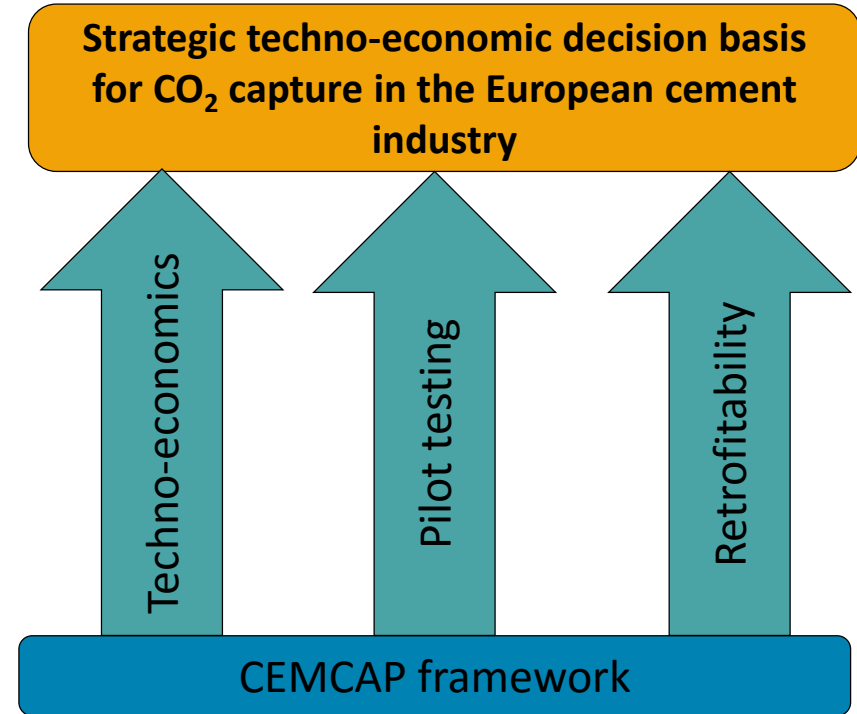 Strategic techno-economic decision basis
for CO₂ capture in the European cement
industry
Techno-economics
Pilot testing
Retrofitability
CEMCAP framework